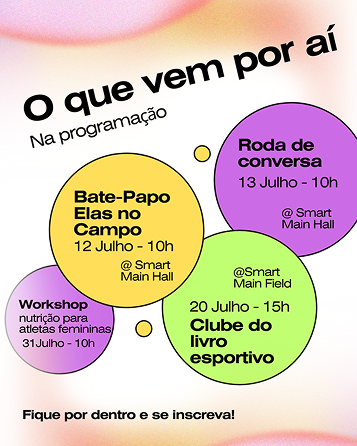 O que vem por aí
Na programação
Roda de
conversa
13 Julho - 10h
@ Smart
Main Hall
Bate-Papo
Elas no
Campo
12 Julho - 10h
@ Smart
Main Hall
@Smart
Main Field
20 Julho - 15h
Clube do
livro
esportivo
Workshop
nutrição para
atletas femininas
31Julho - 10h
Fique por dentro e se inscreva!